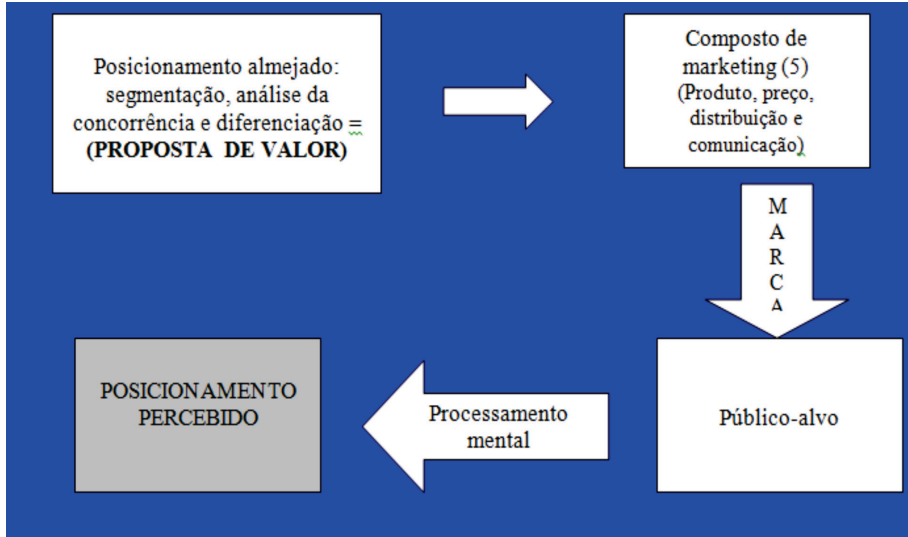 Posicionamento almejado:
segmentação, análise da
concorrência e diferenciação =
(PROPOSTA DE VALOR)
Composto de
marketing (5)
(Produto, preço,
distribuição e
comunicação)
M
A
R
C
A
Público-alvo
Processamento
mental
POSICIONAMENTO
PERCEBIDO